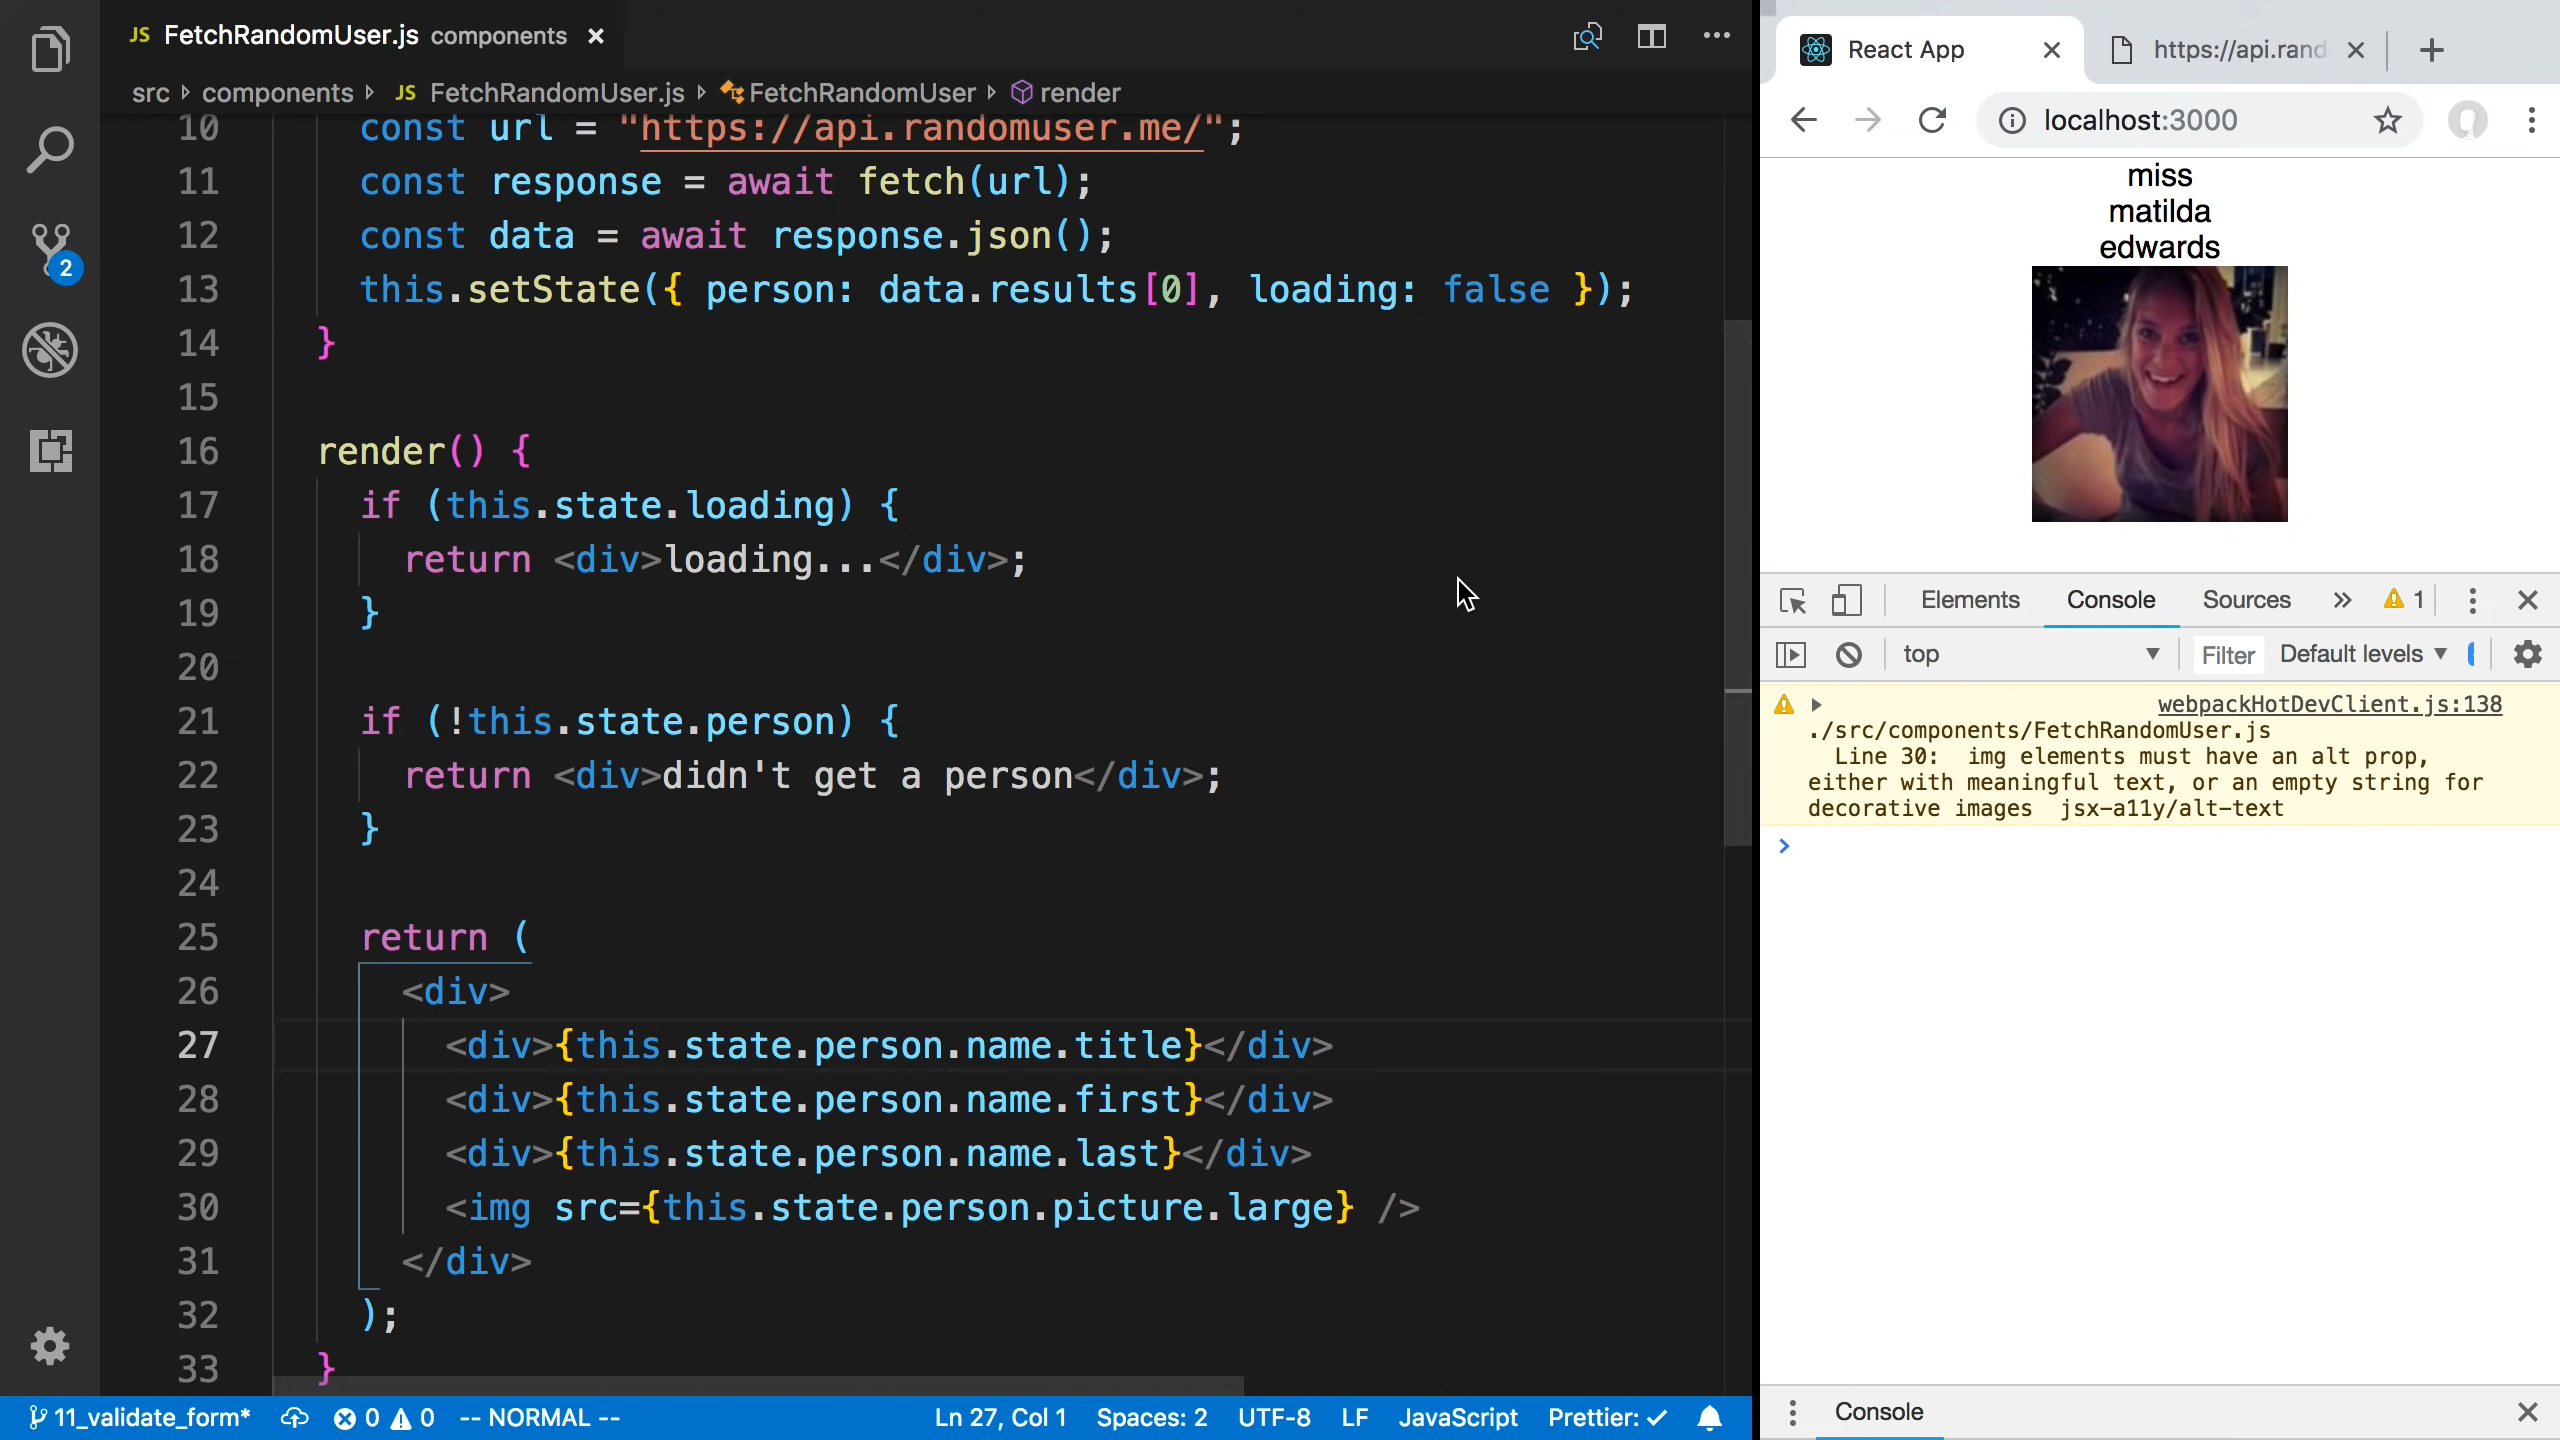 JS FetchRandomUser.js components
src components JS FetchRandomUser.js FetchRandomUser render
10 const url = "https://api.randomuser.me/";
11 const response = await fetch(url);
12 const data = await response.json();
13 this.setState({ person: data.results[0], loading: false });
14 }
15
16 render() {
17 if (this.state.loading) {
18 return <div>loading...</div>;
19 }
20
21 if (!this.state.person) {
22 return <div>didn't get a person</div>;
23 }
24
25 return (
26 <div>
27 <div>{this.state.person.name.title}</div>
28 <div>{this.state.person.name.first}</div>
29 <div>{this.state.person.name.last}</div>
30 <img src={this.state.person.picture.large} />
31 </div>
32 );
33 }
2
11_validate_form* 0 0 -- NORMAL -- Ln 27, Col 1 Spaces: 2 UTF-8 LF JavaScript Prettier: ✓
React App https://api.rand
localhost:3000
miss
matilda
edwards
Elements Console Sources » 1
top Filter Default levels
webpackHotDevClient.js:138
./src/components/FetchRandomUser.js
Line 30: img elements must have an alt prop,
either with meaningful text, or an empty string for
decorative images jsx-a11y/alt-text
Console